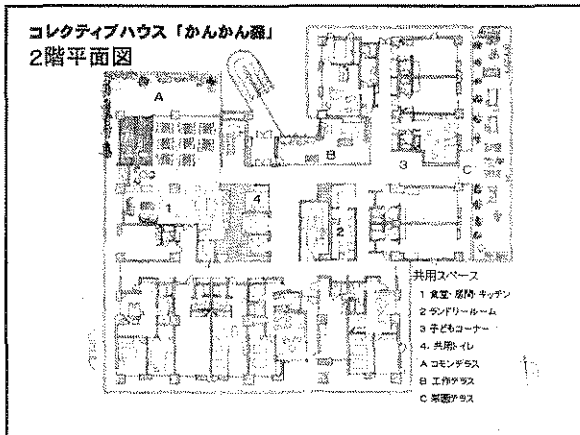 コレクティブハウス「かんかん森」
2階平面図
A
B
C
1
2
3
4
共用スペース
1 食堂・居間・キッチン
2 ランドリールーム
3 子どもコーナー
4. 共用トイレ
A コモンテラス
B 工作テラス
C 菜園テラス